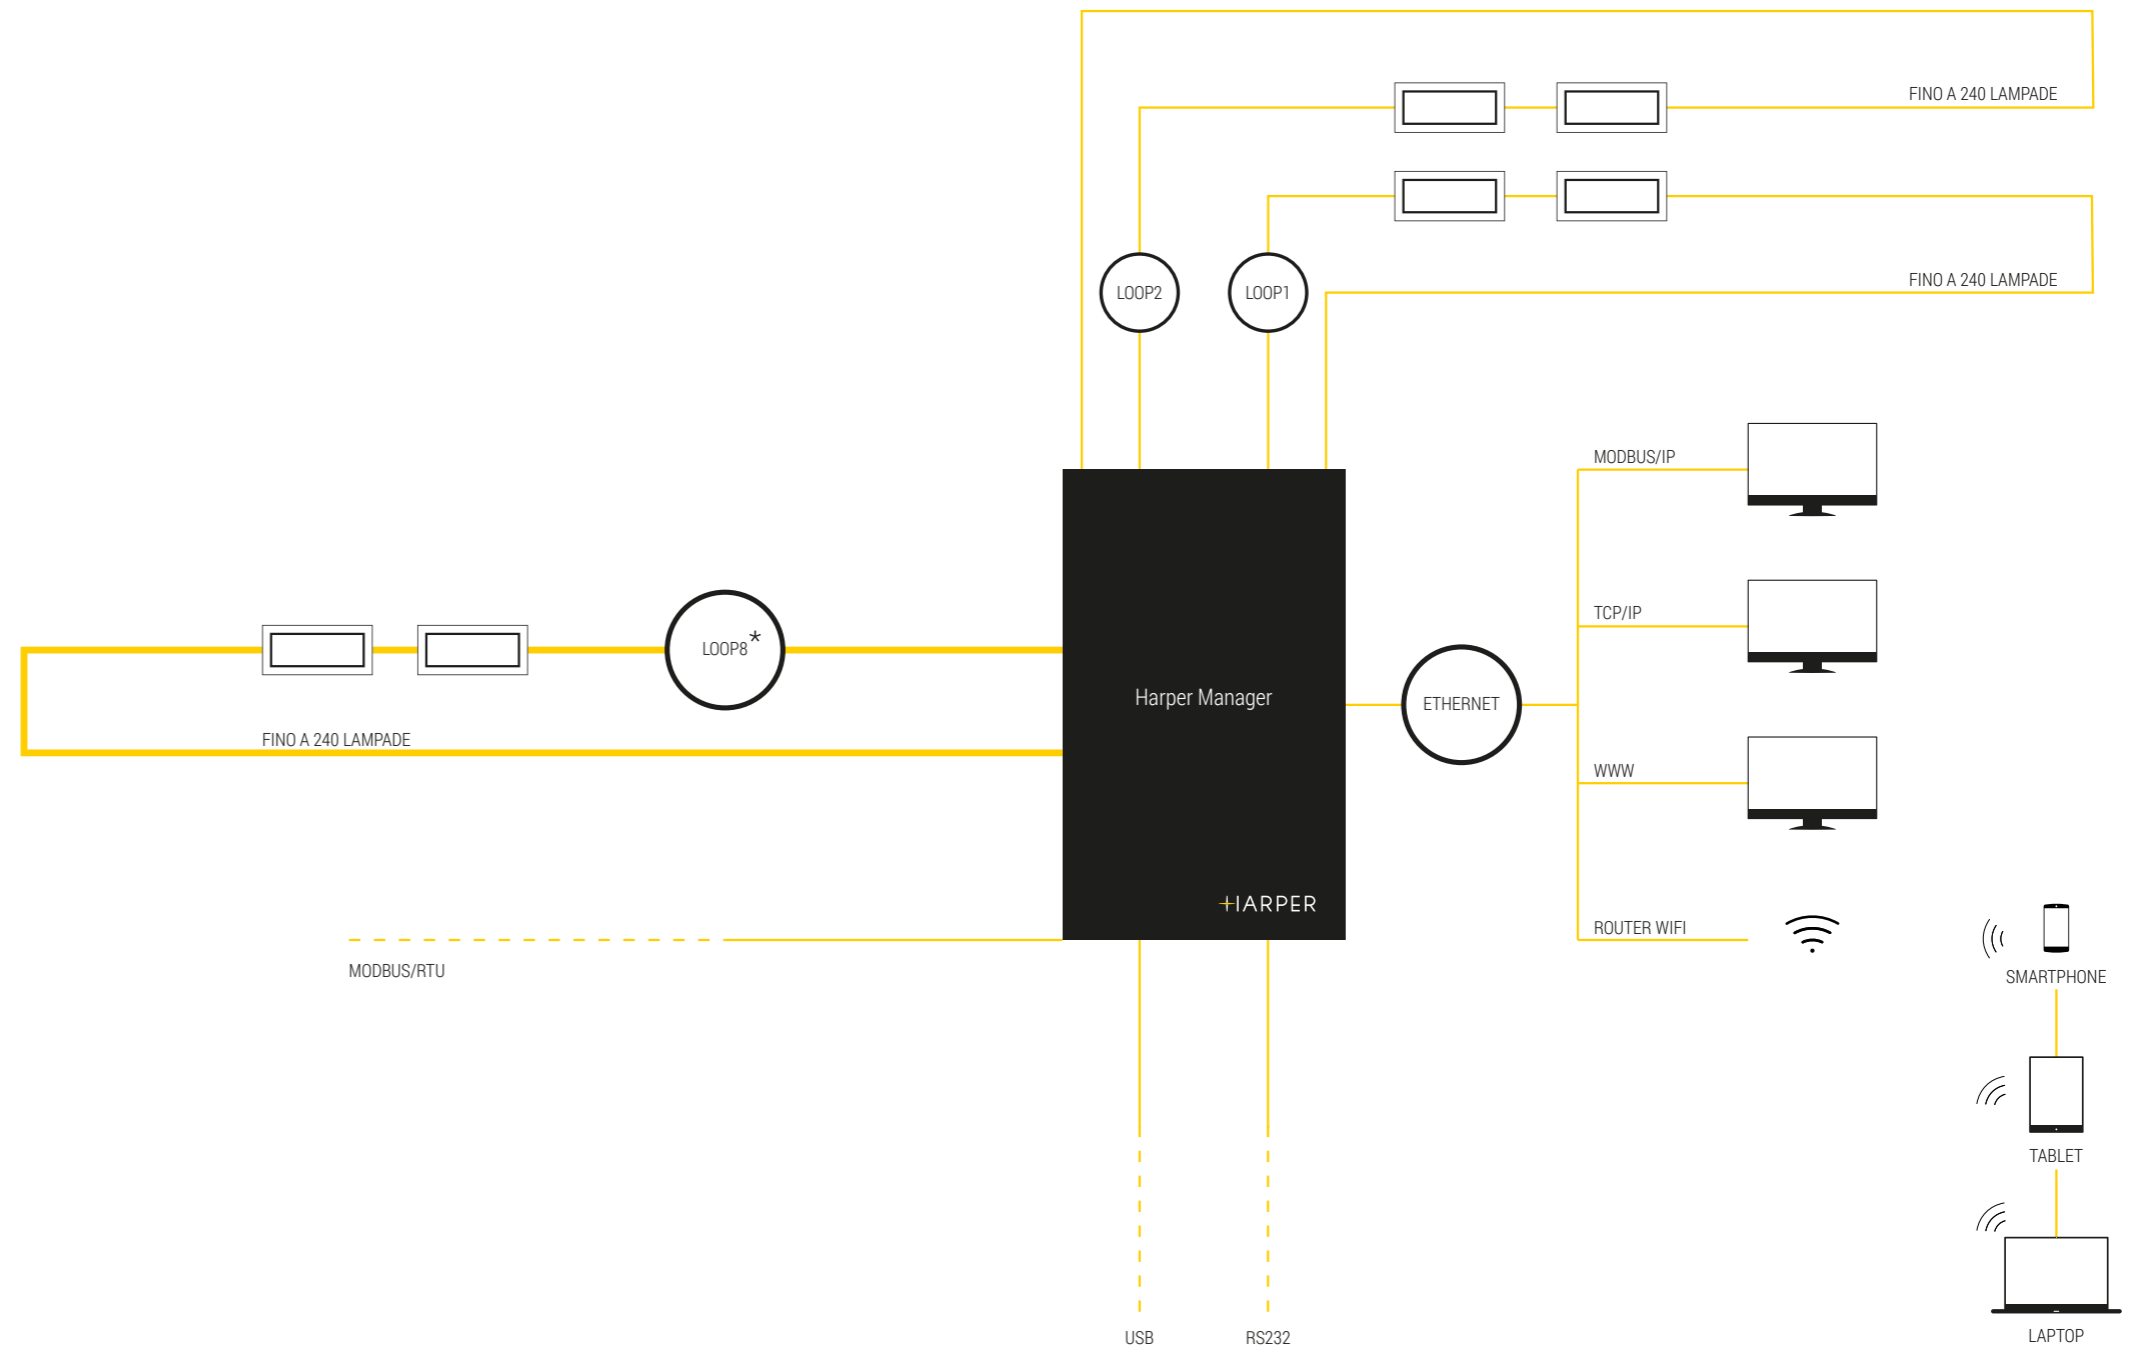 FINO A 240 LAMPADE
FINO A 240 LAMPADE
LOOP2
LOOP1
MODBUS/IP
TCP/IP
LOOP8*
Harper Manager
ETHERNET
FINO A 240 LAMPADE
WWW
HARPER
ROUTER WIFI
MODBUS/RTU
SMARTPHONE
TABLET
USB
RS232
LAPTOP